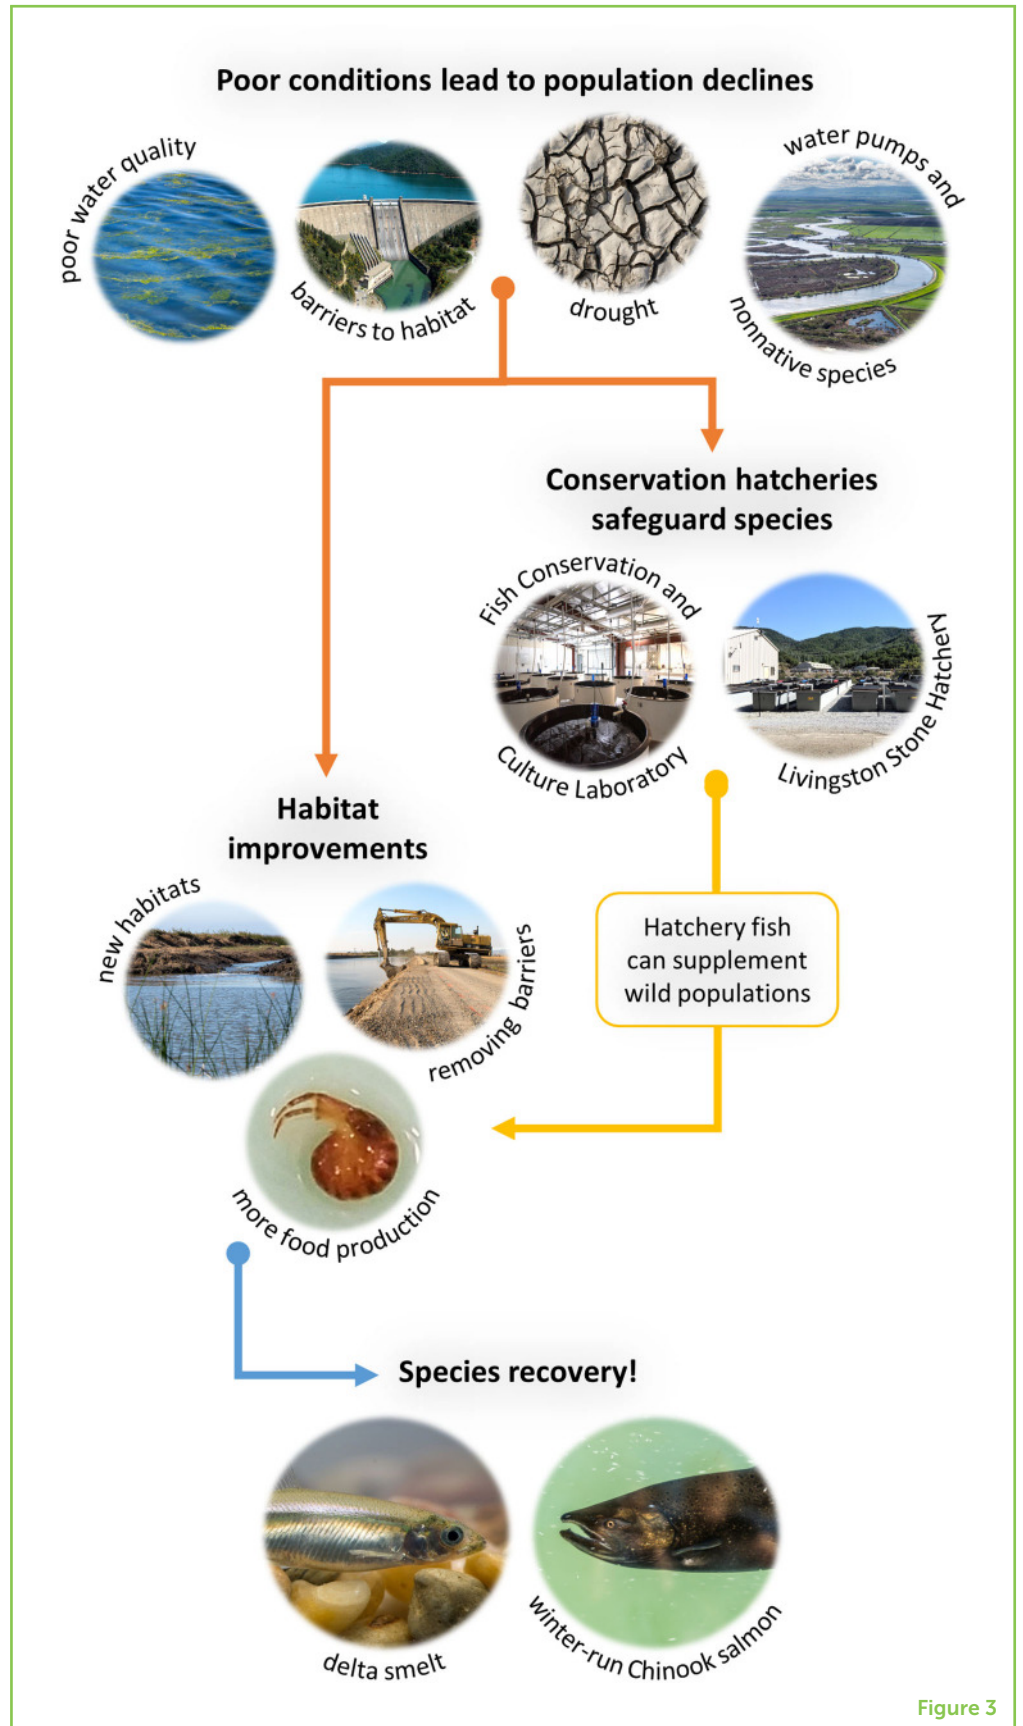 Poor conditions lead to population declines
poor water quality
barriers to habitat
drought
water pumps and
nonnative species
Conservation hatcheries
safeguard species
Fish Conservation and
Culture Laboratory
Livingston Stone Hatchery
Habitat
improvements
new habitats
removing barriers
more food production
Hatchery fish
can supplement
wild populations
Species recovery!
delta smelt
winter-run Chinook salmon
Figure 3